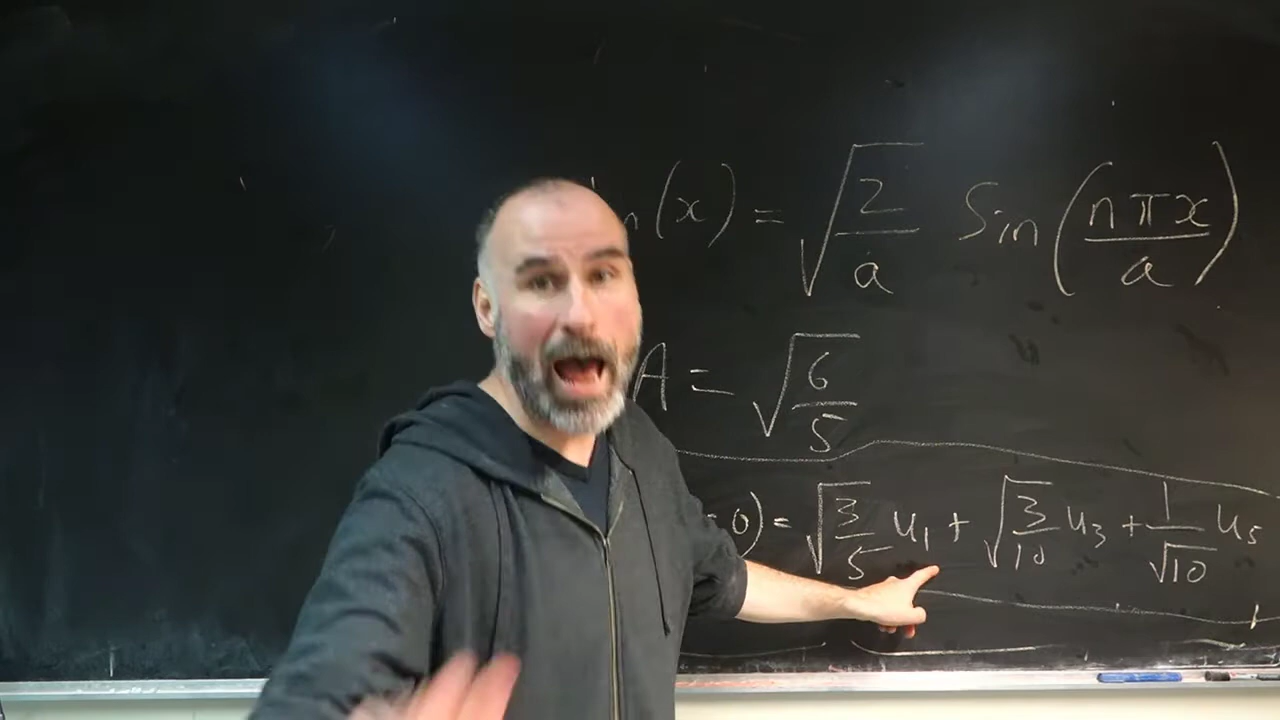 n(x) = √(2/a) Sin(nπx/a)
A = √(6/5)
0) = √(3/5) u₁ + √(3/10) u₃ + 1/√10 u₅